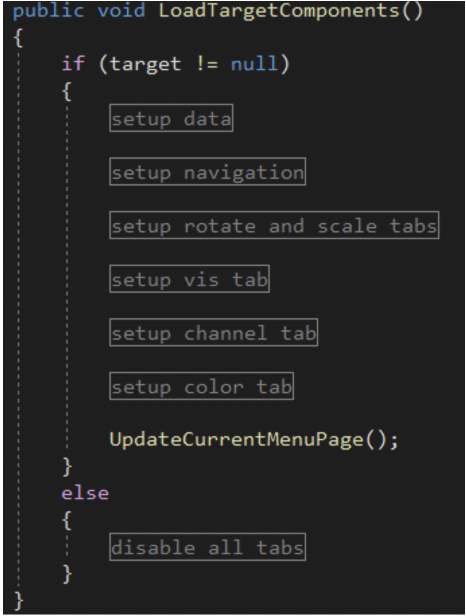 public void LoadTargetComponents()
{
if (target != null)
{
setup data
setup navigation
setup rotate and scale tabs
setup vis tab
setup channel tab
setup color tab
UpdateCurrentMenuPage();
}
else
{
disable all tabs
}
}